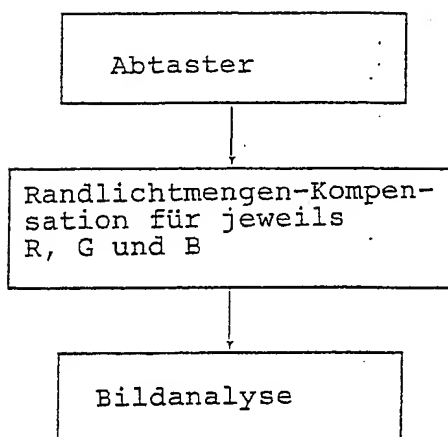 Abtaster
Randlichtmengen-Kompen-
sation für jeweils
R, G und B
Bildanalyse